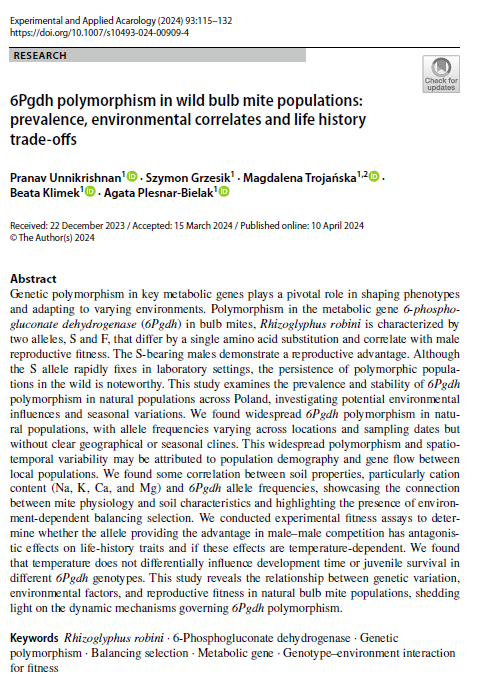 Experimental and Applied Acarology (2024) 93:115–132
https://doi.org/10.1007/s10493-024-00909-4
RESEARCH
Check for
updates
6Pgdh polymorphism in wild bulb mite populations:
prevalence, environmental correlates and life history
trade-offs
Pranav Unnikrishnan¹ · Szymon Grzesik¹ · Magdalena Trojańska¹,² ·
Beata Klimek¹ · Agata Plesnar-Bielak¹
Received: 22 December 2023 / Accepted: 15 March 2024 / Published online: 10 April 2024
© The Author(s) 2024
Abstract
Genetic polymorphism in key metabolic genes plays a pivotal role in shaping phenotypes
and adapting to varying environments. Polymorphism in the metabolic gene 6-phospho-
gluconate dehydrogenase (6Pgdh) in bulb mites, Rhizoglyphus robini is characterized by
two alleles, S and F, that differ by a single amino acid substitution and correlate with male
reproductive fitness. The S-bearing males demonstrate a reproductive advantage. Although
the S allele rapidly fixes in laboratory settings, the persistence of polymorphic popula-
tions in the wild is noteworthy. This study examines the prevalence and stability of 6Pgdh
polymorphism in natural populations across Poland, investigating potential environmental
influences and seasonal variations. We found widespread 6Pgdh polymorphism in natu-
ral populations, with allele frequencies varying across locations and sampling dates but
without clear geographical or seasonal clines. This widespread polymorphism and spatio-
temporal variability may be attributed to population demography and gene flow between
local populations. We found some correlation between soil properties, particularly cation
content (Na, K, Ca, and Mg) and 6Pgdh allele frequencies, showcasing the connection
between mite physiology and soil characteristics and highlighting the presence of environ-
ment-dependent balancing selection. We conducted experimental fitness assays to deter-
mine whether the allele providing the advantage in male–male competition has antagonis-
tic effects on life-history traits and if these effects are temperature-dependent. We found
that temperature does not differentially influence development time or juvenile survival in
different 6Pgdh genotypes. This study reveals the relationship between genetic variation,
environmental factors, and reproductive fitness in natural bulb mite populations, shedding
light on the dynamic mechanisms governing 6Pgdh polymorphism.
Keywords Rhizoglyphus robini · 6-Phosphogluconate dehydrogenase · Genetic
polymorphism · Balancing selection · Metabolic gene · Genotype–environment interaction
for fitness